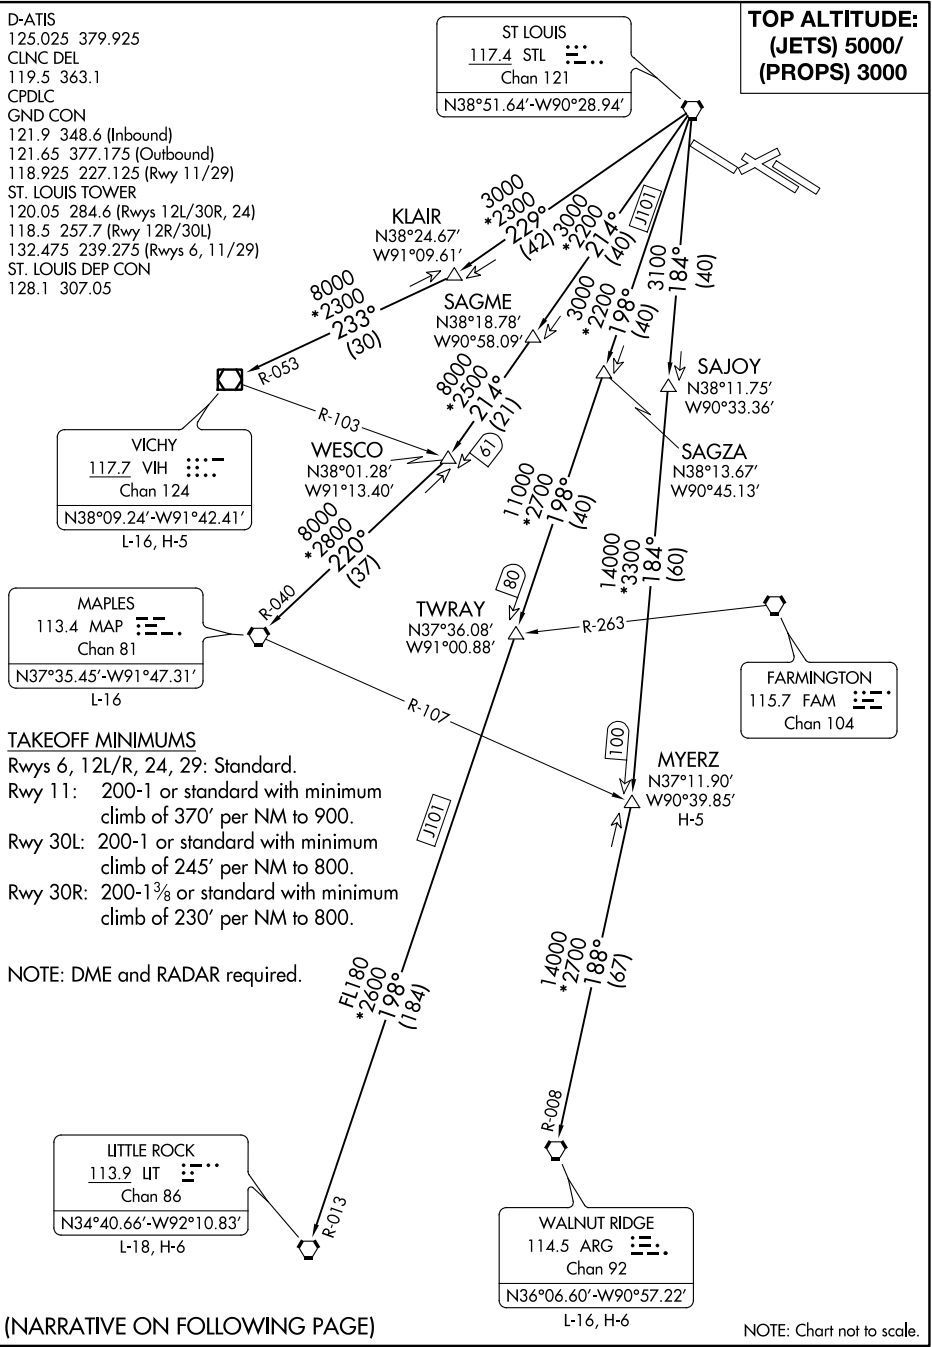 D-ATIS
125.025 379.925
CLNC DEL
119.5 363.1
CPDLC
GND CON
121.9 348.6 (Inbound)
121.65 377.175 (Outbound)
118.925 227.125 (Rwy 11/29)
ST. LOUIS TOWER
120.05 284.6 (Rwys 12L/30R, 24)
118.5 257.7 (Rwy 12R/30L)
132.475 239.275 (Rwys 6, 11/29)
ST. LOUIS DEP CON
128.1 307.05
ST LOUIS
117.4 STL
Chan 121
N38°51.64′-W90°28.94′
TOP ALTITUDE:
(JETS) 5000/
(PROPS) 3000
KLAIR
N38°24.67′
W91°09.61′
3000
*2300
229°
(42)
3000
*2200
214°
(40)
J101
3000
*2200
198°
(40)
3100
184°
(40)
8000
*2300
233°
(30)
R-053
SAGME
N38°18.78′
W90°58.09′
8000
*2500
214°
(21)
61
SAJOY
N38°11.75′
W90°33.36′
SAGZA
N38°13.67′
W90°45.13′
R-103
VICHY
117.7 VIH
Chan 124
N38°09.24′-W91°42.41′
L-16, H-5
WESCO
N38°01.28′
W91°13.40′
8000
*2800
220°
(37)
R-040
11000
*2700
198°
(40)
80
14000
*3300
184°
(60)
MAPLES
113.4 MAP
Chan 81
N37°35.45′-W91°47.31′
L-16
TWRAY
N37°36.08′
W91°00.88′
R-263
FARMINGTON
115.7 FAM
Chan 104
R-107
100
MYERZ
N37°11.90′
W90°39.85′
H-5
TAKEOFF MINIMUMS
Rwys 6, 12L/R, 24, 29: Standard.
Rwy 11: 200-1 or standard with minimum
climb of 370′ per NM to 900.
Rwy 30L: 200-1 or standard with minimum
climb of 245′ per NM to 800.
Rwy 30R: 200-1⅜ or standard with minimum
climb of 230′ per NM to 800.
NOTE: DME and RADAR required.
J101
FL180
*2600
198°
(184)
14000
*2700
188°
(67)
R-008
R-013
LITTLE ROCK
113.9 LIT
Chan 86
N34°40.66′-W92°10.83′
L-18, H-6
WALNUT RIDGE
114.5 ARG
Chan 92
N36°06.60′-W90°57.22′
L-16, H-6
(NARRATIVE ON FOLLOWING PAGE)
NOTE: Chart not to scale.